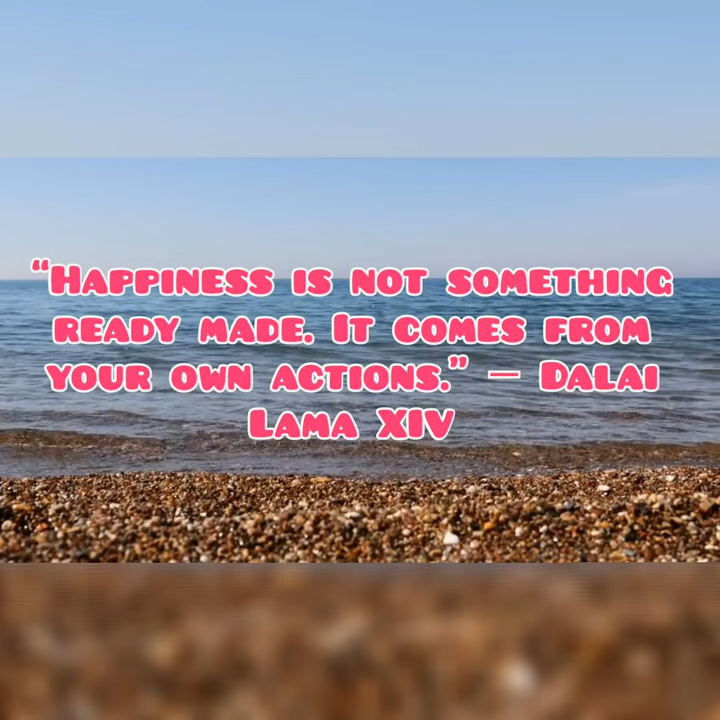 “Happiness is not something
ready made. It comes from
your own actions.” — Dalai
Lama XIV